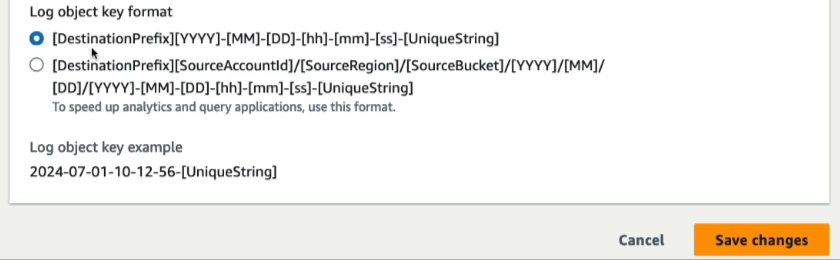 Log object key format
[DestinationPrefix][YYYY]-[MM]-[DD]-[hh]-[mm]-[ss]-[UniqueString]
[DestinationPrefix][SourceAccountId]/[SourceRegion]/[SourceBucket]/[YYYY]/[MM]/
[DD]/[YYYY]-[MM]-[DD]-[hh]-[mm]-[ss]-[UniqueString]
To speed up analytics and query applications, use this format.
Log object key example
2024-07-01-10-12-56-[UniqueString]
Cancel
Save changes